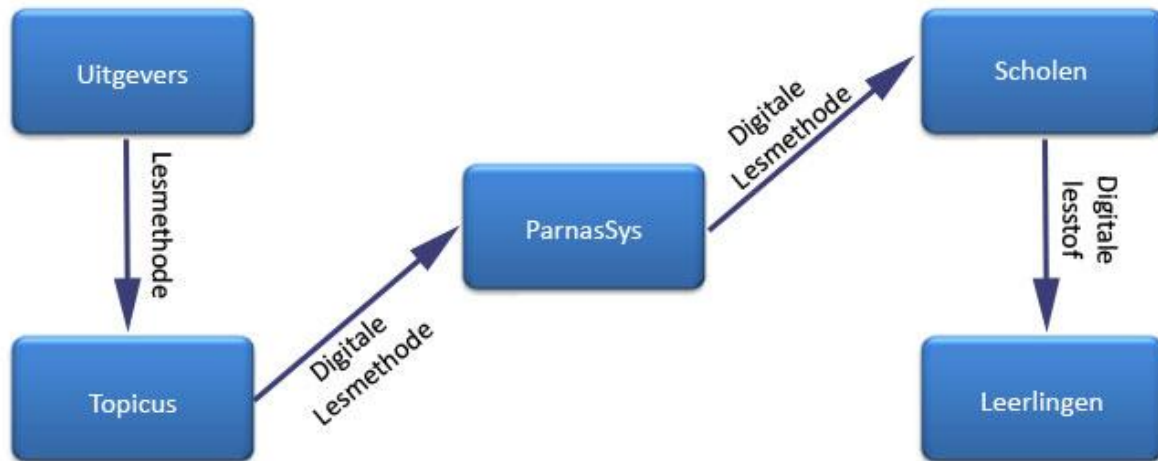 Uitgevers
Lesmethode
Topicus
Digitale
Lesmethode
ParnasSys
Digitale
Lesmethode
Scholen
Digitale
lesstof
Leerlingen